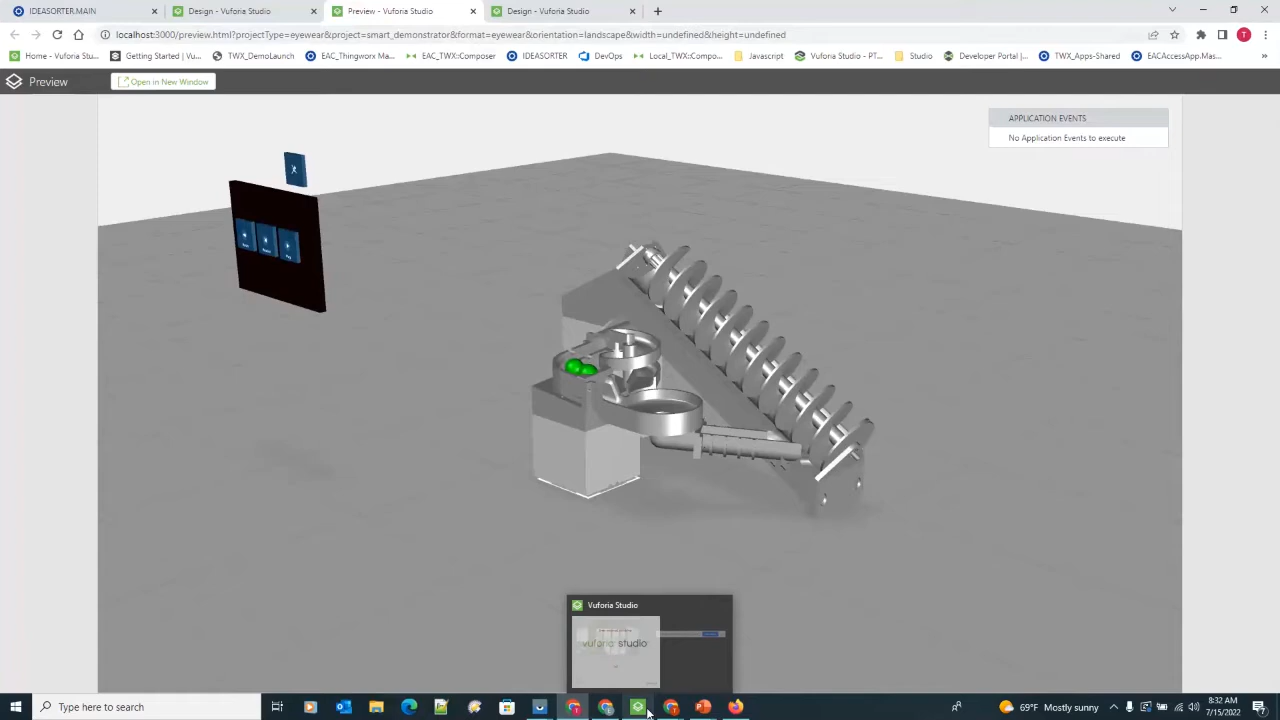 IDEASORTER.MAIN
Design - Vuforia Studio
Preview - Vuforia Studio
Design - Vuforia Studio
localhost:3000/preview.html?projectType=eyewear&project=smart_demonstrator&format=eyewear&orientation=landscape&width=undefined&height=undefined
T
Home - Vuforia Stu...
Getting Started | Vu...
TWX_DemoLaunch
EAC_Thingworx Ma...
EAC_TWX::Composer
IDEASORTER
DevOps
Local_TWX::Compo...
Javascript
Vuforia Studio - PT...
Studio
Developer Portal |...
TWX_Apps-Shared
EACAccessApp.Mas...
Preview
Open in New Window
APPLICATION EVENTS
No Application Events to execute
Vuforia Studio
vuforia studio
Type here to search
69°F Mostly sunny
8:32 AM
7/15/2022